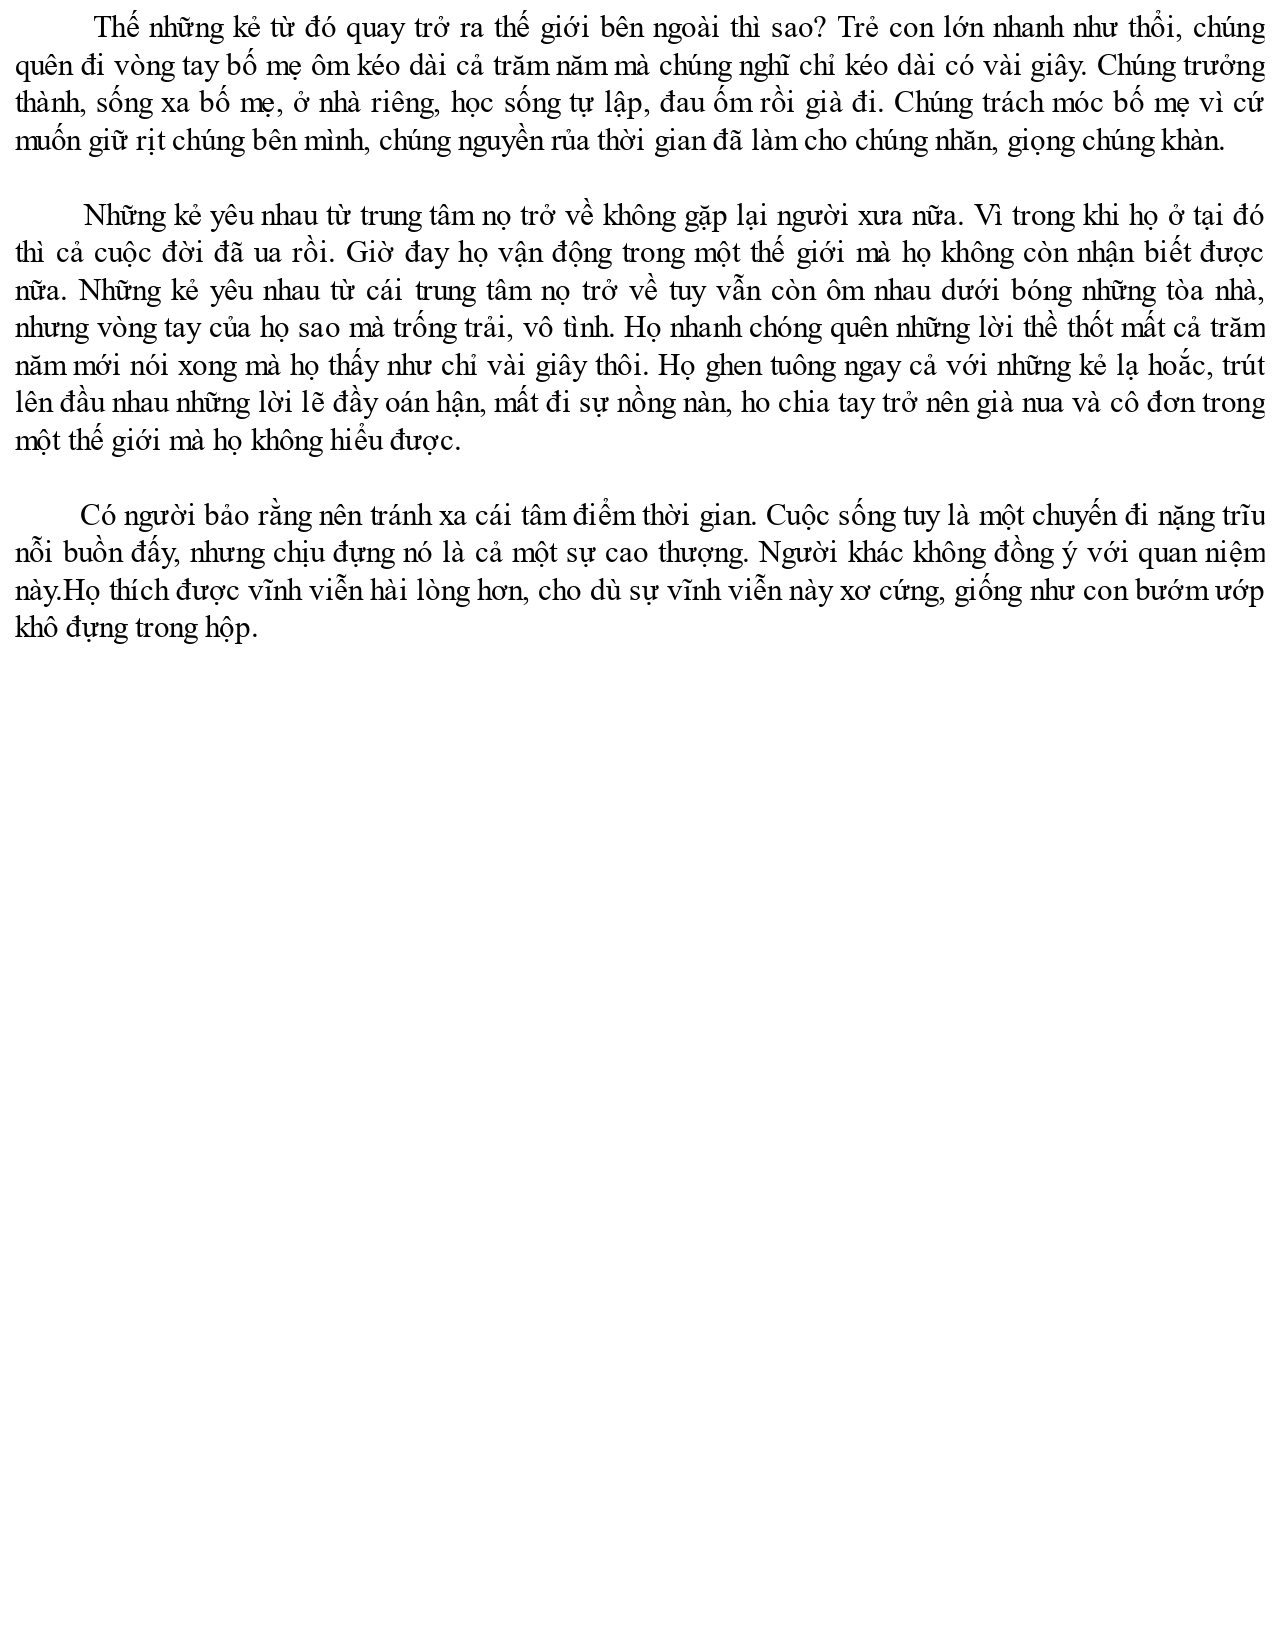 Thế những kẻ từ đó quay trở ra thế giới bên ngoài thì sao? Trẻ con lớn nhanh như thổi, chúng
quên đi vòng tay bố mẹ ôm kéo dài cả trăm năm mà chúng nghĩ chỉ kéo dài có vài giây. Chúng trưởng
thành, sống xa bố mẹ, ở nhà riêng, học sống tự lập, đau ốm rồi già đi. Chúng trách móc bố mẹ vì cứ
muốn giữ rịt chúng bên mình, chúng nguyền rủa thời gian đã làm cho chúng nhăn, giọng chúng khàn.
Những kẻ yêu nhau từ trung tâm nọ trở về không gặp lại người xưa nữa. Vì trong khi họ ở tại đó
thì cả cuộc đời đã ua rồi. Giờ đay họ vận động trong một thế giới mà họ không còn nhận biết được
nữa. Những kẻ yêu nhau từ cái trung tâm nọ trở về tuy vẫn còn ôm nhau dưới bóng những tòa nhà,
nhưng vòng tay của họ sao mà trống trải, vô tình. Họ nhanh chóng quên những lời thề thốt mất cả trăm
năm mới nói xong mà họ thấy như chỉ vài giây thôi. Họ ghen tuông ngay cả với những kẻ lạ hoắc, trút
lên đầu nhau những lời lẽ đầy oán hận, mất đi sự nồng nàn, ho chia tay trở nên già nua và cô đơn trong
một thế giới mà họ không hiểu được.
Có người bảo rằng nên tránh xa cái tâm điểm thời gian. Cuộc sống tuy là một chuyến đi nặng trĩu
nỗi buồn đấy, nhưng chịu đựng nó là cả một sự cao thượng. Người khác không đồng ý với quan niệm
này.Họ thích được vĩnh viễn hài lòng hơn, cho dù sự vĩnh viễn này xơ cứng, giống như con bướm ướp
khô đựng trong hộp.